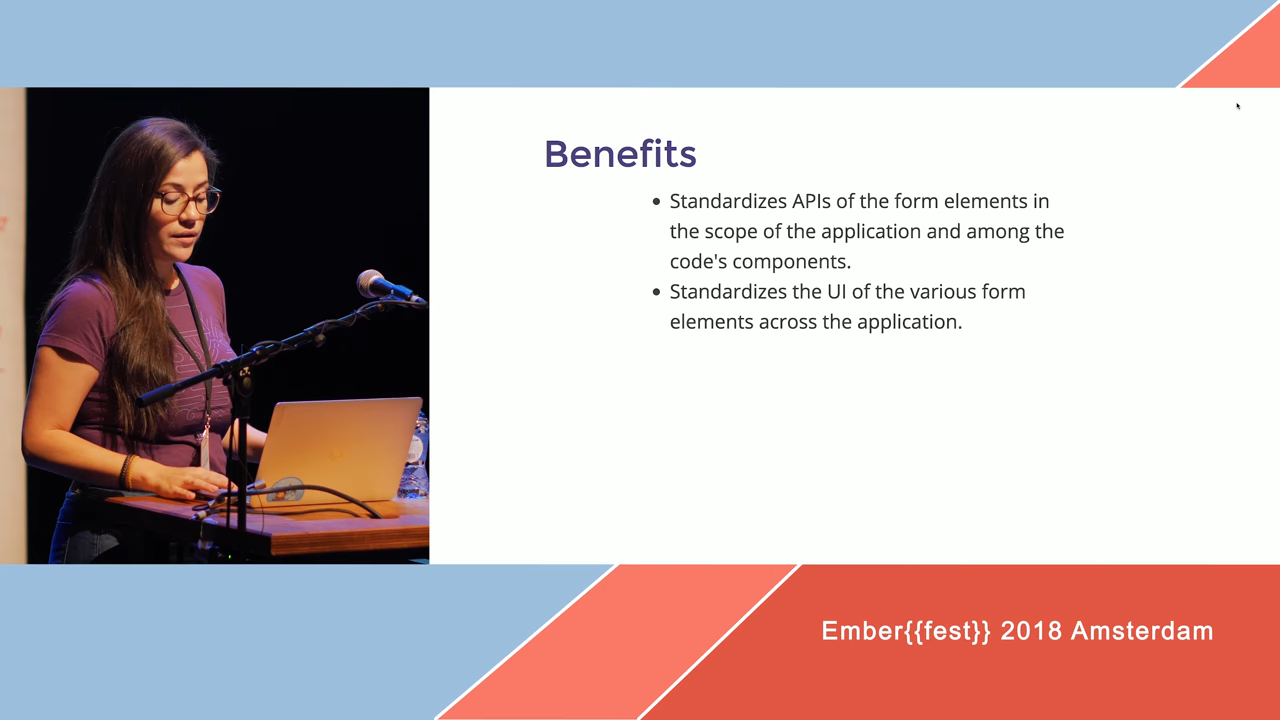 Benefits
• Standardizes APIs of the form elements in
the scope of the application and among the
code's components.
• Standardizes the UI of the various form
elements across the application.
Ember{{fest}} 2018 Amsterdam